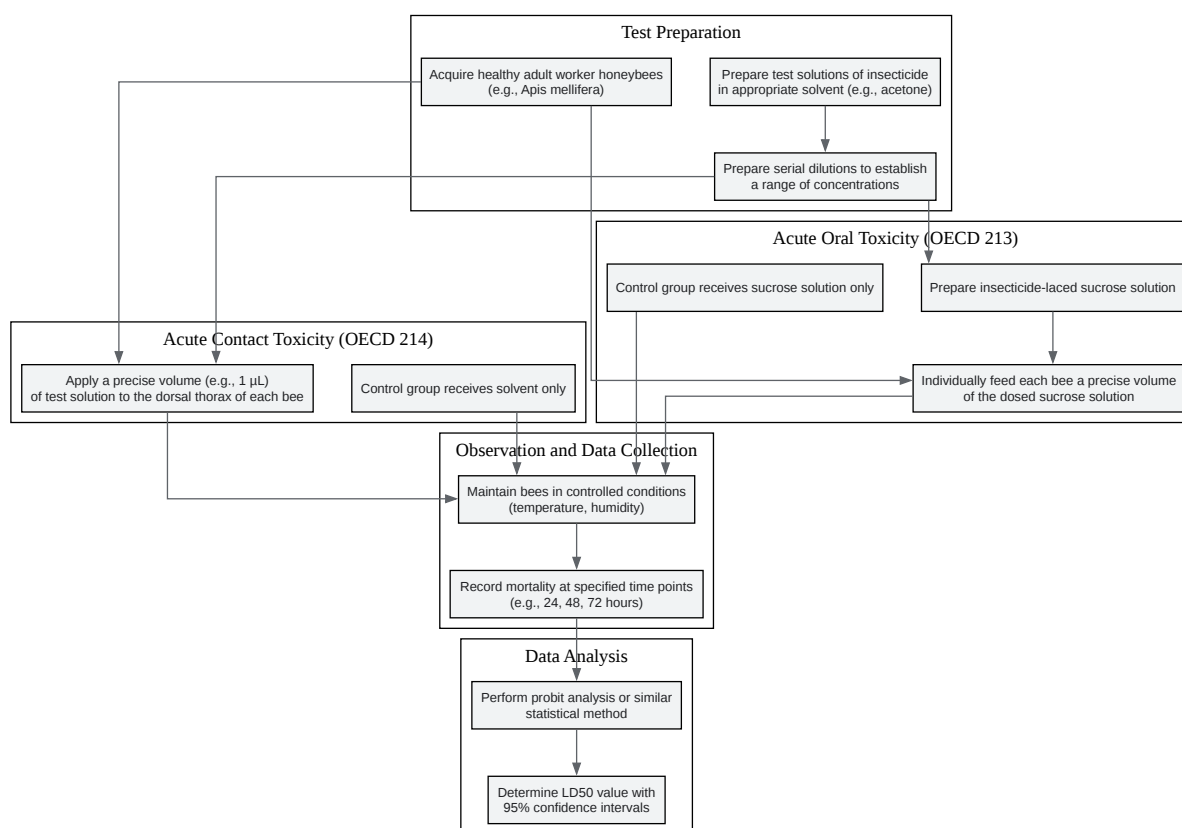 Test Preparation
Acquire healthy adult worker honeybees
(e.g., Apis mellifera)
Prepare test solutions of insecticide
in appropriate solvent (e.g., acetone)
Prepare serial dilutions to establish
a range of concentrations
Acute Oral Toxicity (OECD 213)
Control group receives sucrose solution only
Prepare insecticide-laced sucrose solution
Individually feed each bee a precise volume
of the dosed sucrose solution
Acute Contact Toxicity (OECD 214)
Apply a precise volume (e.g., 1 µL)
of test solution to the dorsal thorax of each bee
Control group receives solvent only
Observation and Data Collection
Maintain bees in controlled conditions
(temperature, humidity)
Record mortality at specified time points
(e.g., 24, 48, 72 hours)
Data Analysis
Perform probit analysis or similar
statistical method
Determine LD50 value with
95% confidence intervals